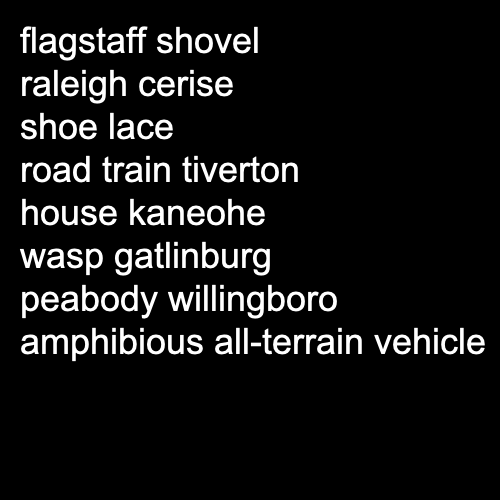 flagstaff shovel
raleigh cerise
shoe lace
road train tiverton
house kaneohe
wasp gatlinburg
peabody willingboro
amphibious all-terrain vehicle